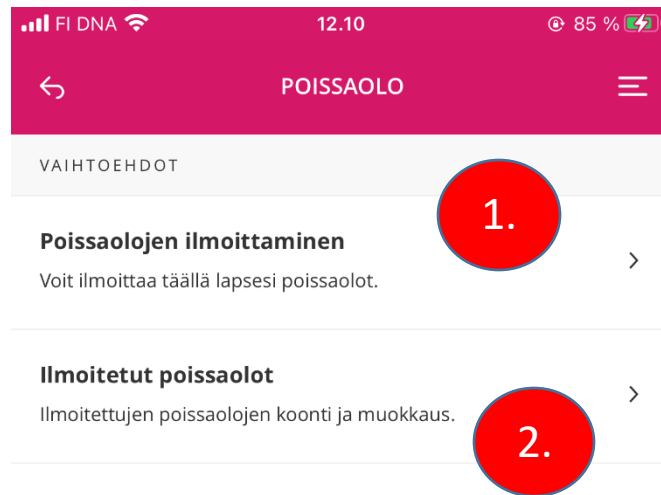 FI DNA 12.10 85 %
POISSAOLO
VAIHTOEHDOT
1.
Poissaolojen ilmoittaminen
Voit ilmoittaa täällä lapsesi poissaolot.
Ilmoitetut poissaolot
Ilmoitettujen poissaolojen koonti ja muokkaus.
2.